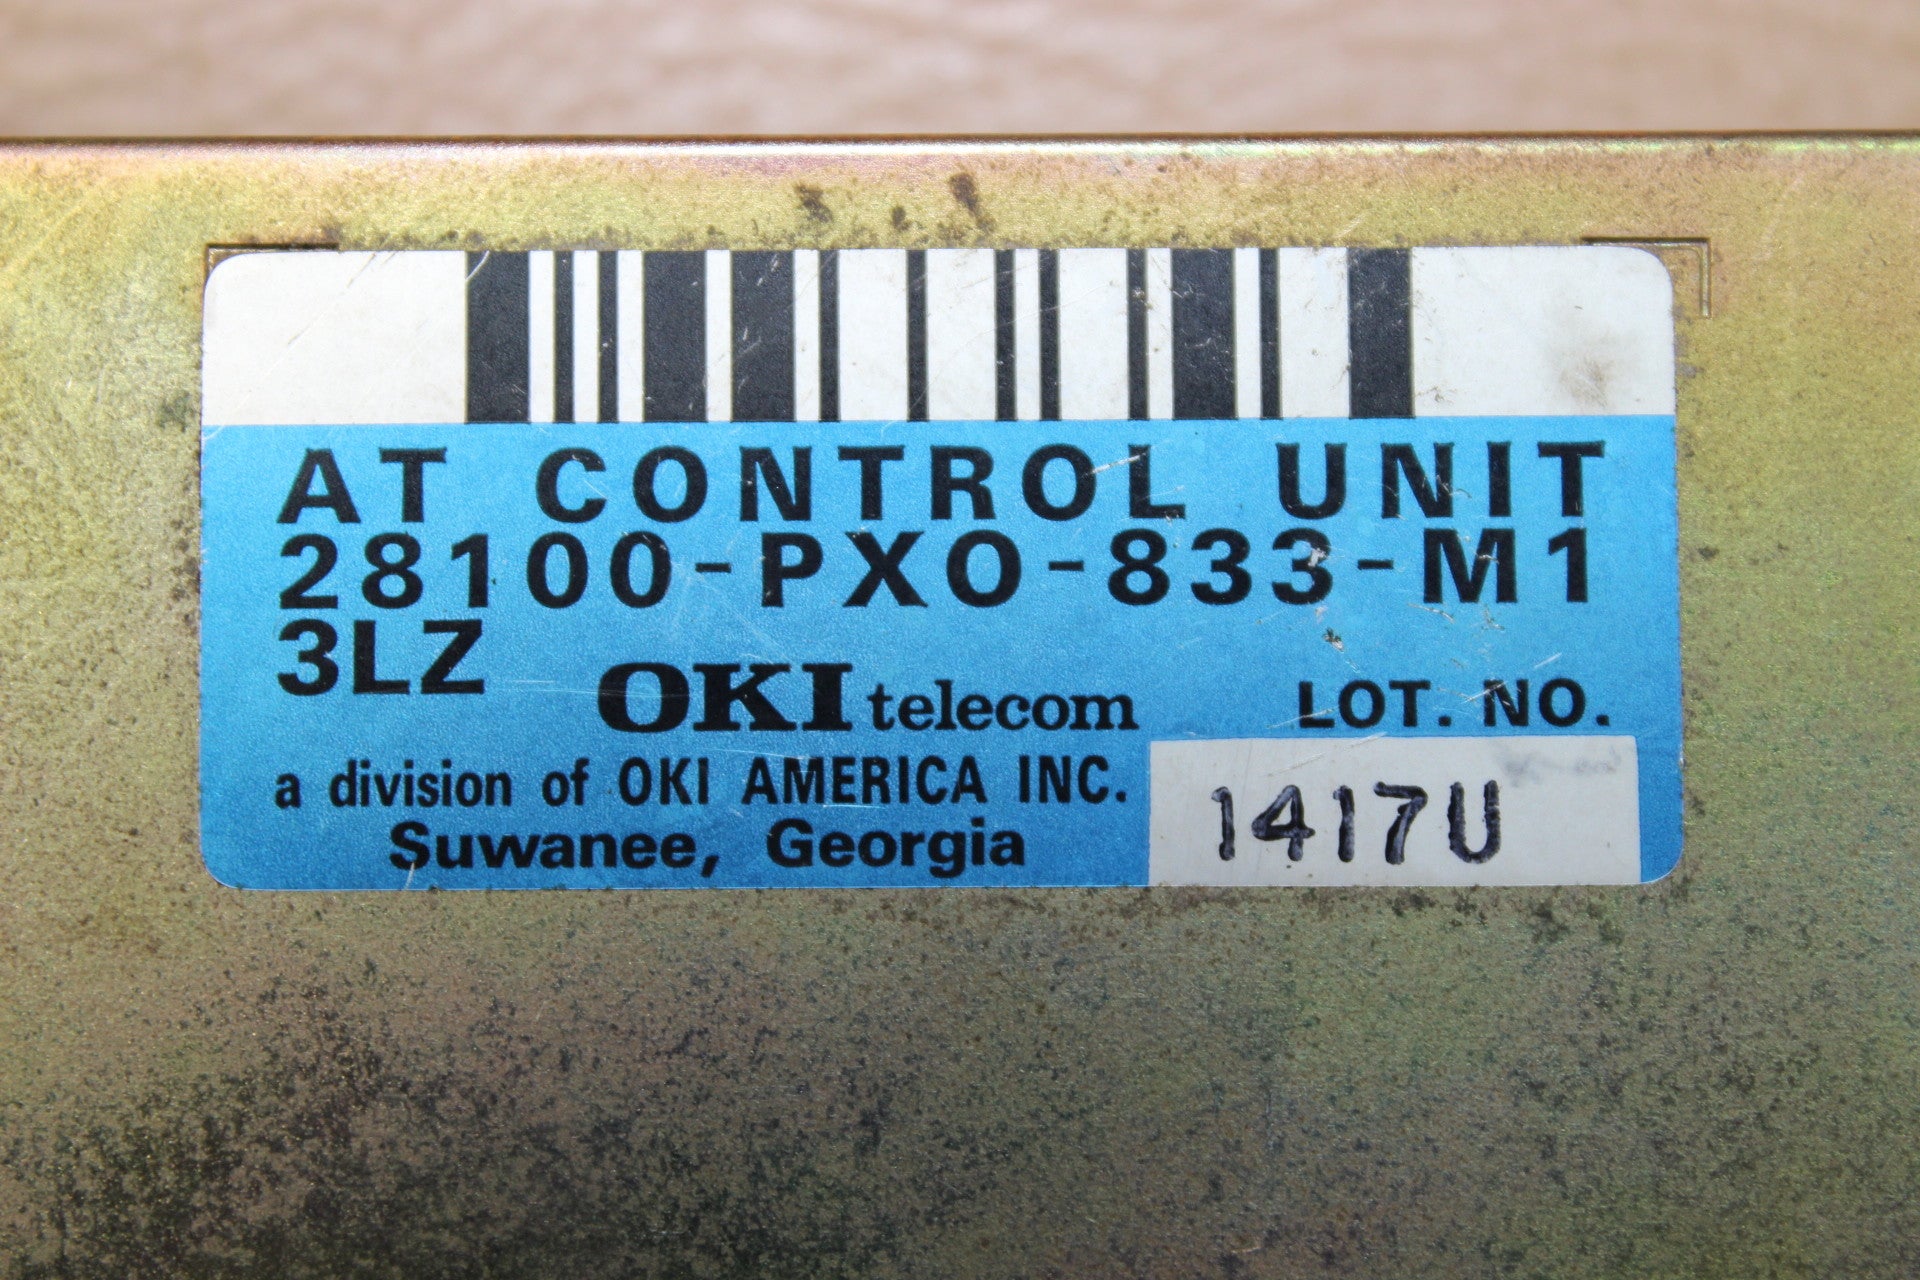 AT CONTROL UNIT
28100-PX0-833-M1
3LZ
OKI telecom
LOT. NO.
a division of OKI AMERICA INC.
1417U
Suwanee, Georgia